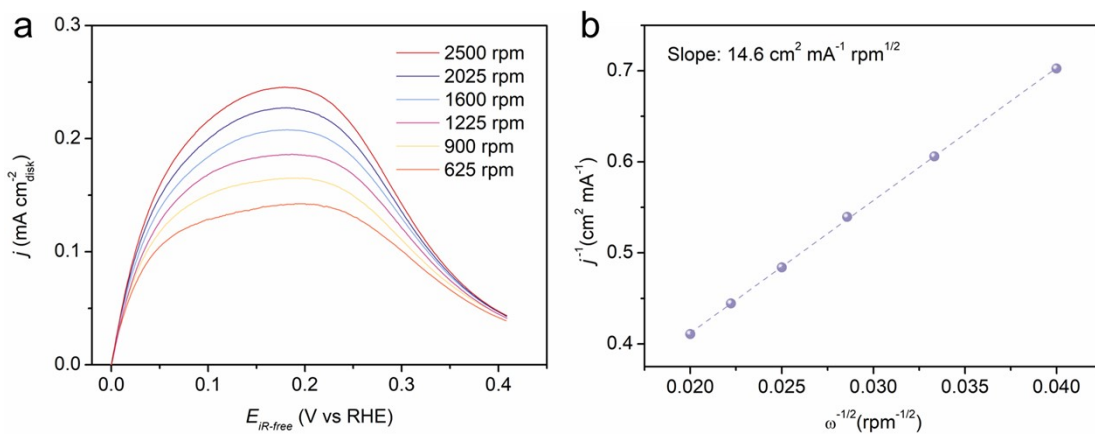 a
0.3
0.2
0.1
0.0
j (mA cm⁻²disk)
2500 rpm
2025 rpm
1600 rpm
1225 rpm
900 rpm
625 rpm
0.0 0.1 0.2 0.3 0.4
EiR-free (V vs RHE)
b
Slope: 14.6 cm² mA⁻¹ rpm¹/²
0.7
0.6
0.5
0.4
j⁻¹(cm² mA⁻¹)
0.020 0.025 0.030 0.035 0.040
ω⁻¹/²(rpm⁻¹/²)